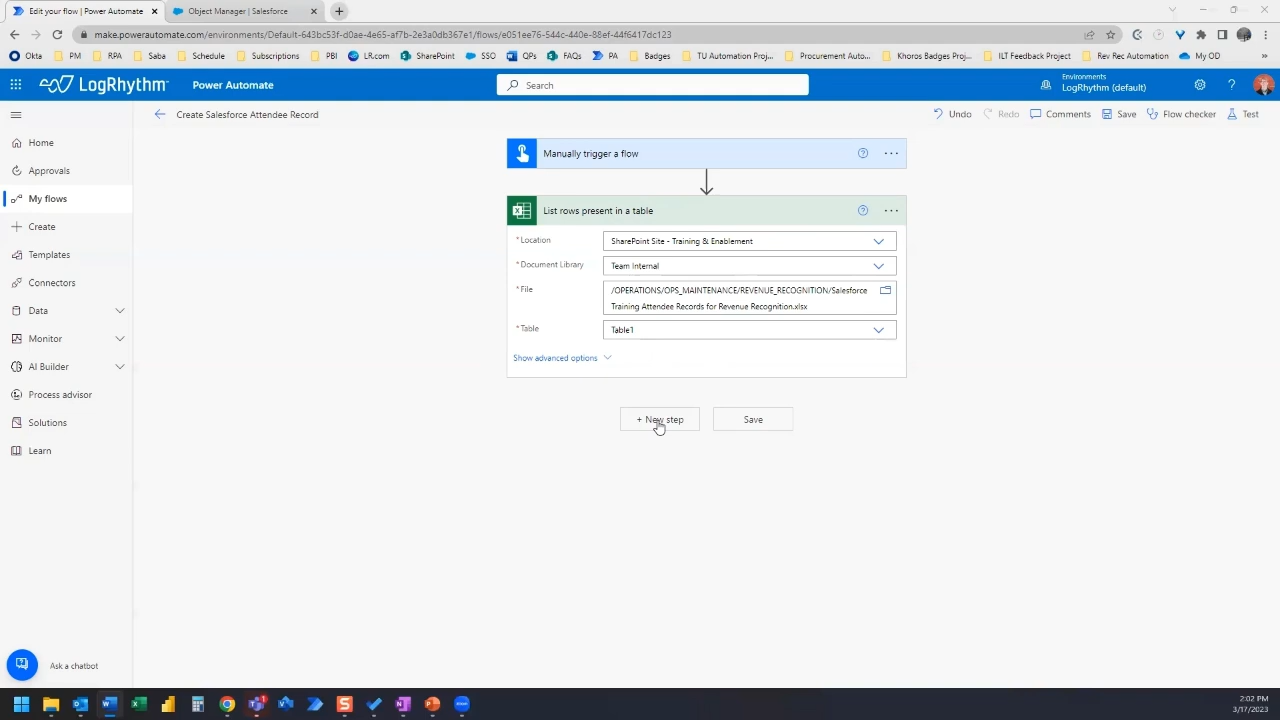 Edit your flow | Power Automate
Object Manager | Salesforce
make.powerautomate.com/environments/Default-643bc53f-d0ae-4e65-af7b-2e3a0db367e1/flows/e051ee76-544c-440e-88ef-44f6417dc123
Okta
PM
RPA
Saba
Schedule
Subscriptions
PBI
LR.com
SharePoint
SSO
QPs
FAQs
PA
Badges
TU Automation Proj...
Procurement Auto...
Khoros Badges Proj...
ILT Feedback Project
Rev Rec Automation
My OD
»
LogRhythm
Power Automate
Search
Environments
LogRhythm (default)
?
Create Salesforce Attendee Record
Undo
Redo
Comments
Save
Flow checker
Test
Home
Approvals
My flows
Create
Templates
Connectors
Data
Monitor
AI Builder
Process advisor
Solutions
Learn
Ask a chatbot
Manually trigger a flow
List rows present in a table
* Location
SharePoint Site - Training & Enablement
* Document Library
Team Internal
* File
/OPERATIONS/OPS_MAINTENANCE/REVENUE_RECOGNITION/Salesforce
Training Attendee Records for Revenue Recognition.xlsx
* Table
Table1
Show advanced options
+ New step
Save
2:02 PM
3/17/2023